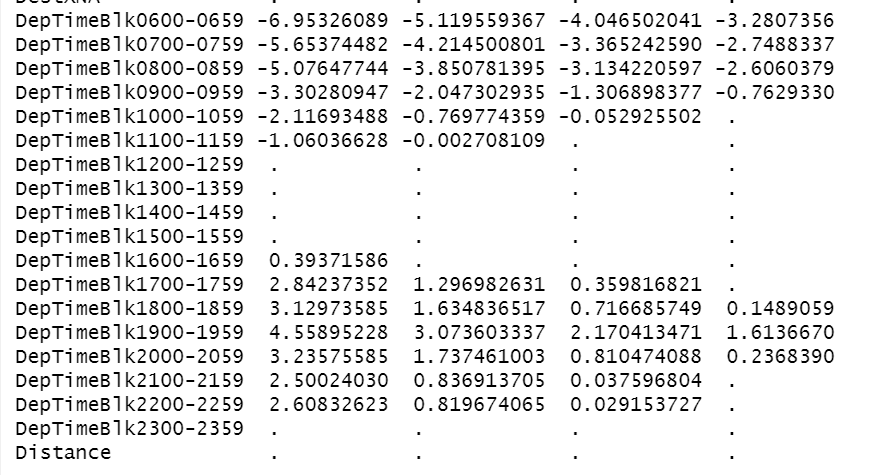 DepTimeBlk0600-0659 -6.95326089 -5.119559367 -4.046502041 -3.2807356
DepTimeBlk0700-0759 -5.65374482 -4.214500801 -3.365242590 -2.7488337
DepTimeBlk0800-0859 -5.07647744 -3.850781395 -3.134220597 -2.6060379
DepTimeBlk0900-0959 -3.30280947 -2.047302935 -1.306898377 -0.7629330
DepTimeBlk1000-1059 -2.11693488 -0.769774359 -0.052925502 .
DepTimeBlk1100-1159 -1.06036628 -0.002708109 . .
DepTimeBlk1200-1259 . . . .
DepTimeBlk1300-1359 . . . .
DepTimeBlk1400-1459 . . . .
DepTimeBlk1500-1559 . . . .
DepTimeBlk1600-1659 0.39371586 . . .
DepTimeBlk1700-1759 2.84237352 1.296982631 0.359816821 .
DepTimeBlk1800-1859 3.12973585 1.634836517 0.716685749 0.1489059
DepTimeBlk1900-1959 4.55895228 3.073603337 2.170413471 1.6136670
DepTimeBlk2000-2059 3.23575585 1.737461003 0.810474088 0.2368390
DepTimeBlk2100-2159 2.50024030 0.836913705 0.037596804 .
DepTimeBlk2200-2259 2.60832623 0.819674065 0.029153727 .
DepTimeBlk2300-2359 . . . .
Distance . . . .